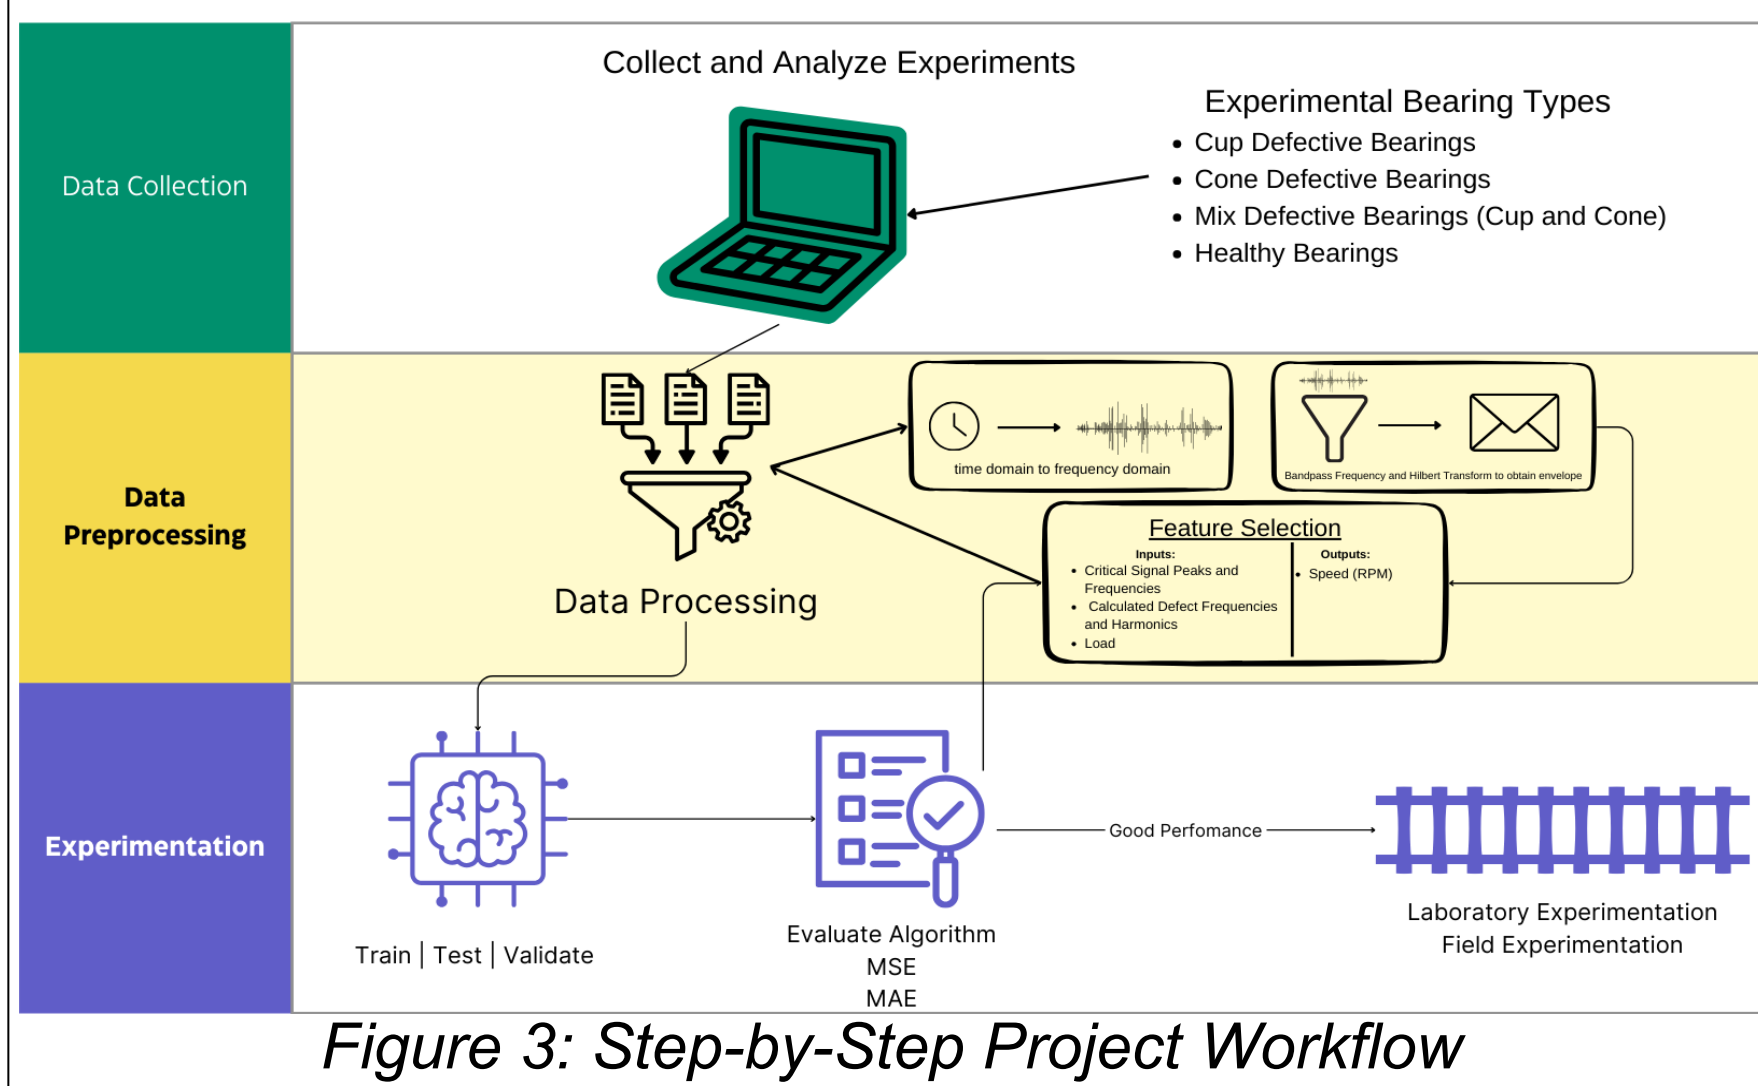 Collect and Analyze Experiments
Experimental Bearing Types
• Cup Defective Bearings
• Cone Defective Bearings
• Mix Defective Bearings (Cup and Cone)
• Healthy Bearings
Data Collection
time domain to frequency domain
Bandpass Frequency and Hilbert Transform to obtain envelope
Data
Preprocessing
Feature Selection
Inputs:
• Critical Signal Peaks and
Frequencies
• Calculated Defect Frequencies
and Harmonics
• Load
Outputs:
• Speed (RPM)
Data Processing
Experimentation
Train | Test | Validate
Evaluate Algorithm
MSE
MAE
Good Perfomance
Laboratory Experimentation
Field Experimentation
Figure 3: Step-by-Step Project Workflow